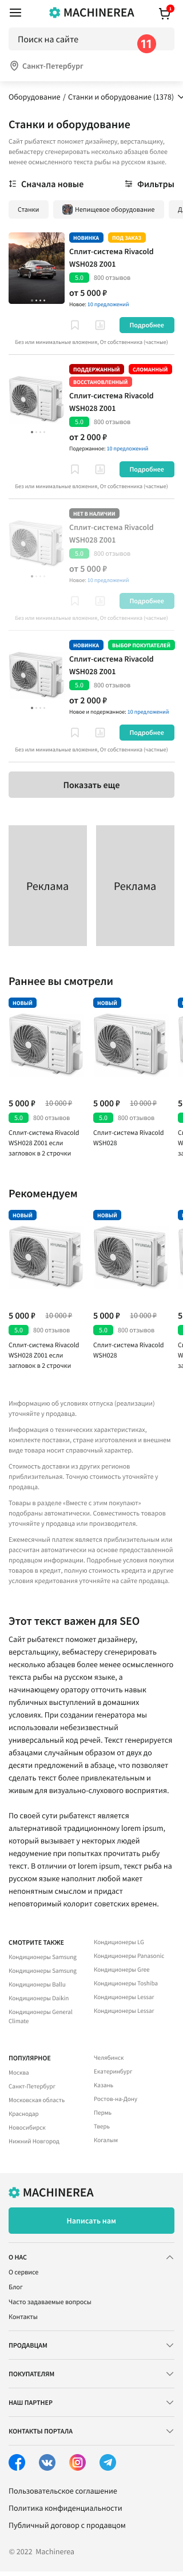 MACHINEREA
1
Поиск на сайте
11
Санкт-Петербург
Оборудование / Станки и оборудование (1378)
Станки и оборудование
Сайт рыбатекст поможет дизайнеру, верстальщику,
вебмастеру сгенерировать несколько абзацев более
менее осмысленного текста рыбы на русском языке.
Сначала новые
Фильтры
Станки
Непищевое оборудование
Д
НОВИНКА
ПОД ЗАКАЗ
Сплит-система Rivacold
WSH028 Z001
5.0
800 отзывов
от 5 000 ₽
Новое: 10 предложений
Подробнее
Без или минимальные вложения, От собственника (частные)
ПОДДЕРЖАННЫЙ
СЛОМАННЫЙ
ВОССТАНОВЛЕННЫЙ
Сплит-система Rivacold
WSH028 Z001
5.0
800 отзывов
от 2 000 ₽
Подержанное: 10 предложений
Подробнее
Без или минимальные вложения, От собственника (частные)
НЕТ В НАЛИЧИИ
Сплит-система Rivacold
WSH028 Z001
5.0
800 отзывов
от 5 000 ₽
Новое: 10 предложений
Подробнее
Без или минимальные вложения, От собственника (частные)
НОВИНКА
ВЫБОР ПОКУПАТЕЛЕЙ
Сплит-система Rivacold
WSH028 Z001
5.0
800 отзывов
от 2 000 ₽
Новое и подержанное: 10 предложений
Подробнее
Без или минимальные вложения, От собственника (частные)
Показать еще
Реклама
Реклама
Раннее вы смотрели
НОВЫЙ
НОВЫЙ
5 000 ₽
10 000 ₽
5 000 ₽
10 000 ₽
5.0
800 отзывов
5.0
800 отзывов
Сплит-система Rivacold
WSH028 Z001 если
загловок в 2 строчки
Сплит-система Rivacold
WSH028
Рекомендуем
НОВЫЙ
НОВЫЙ
5 000 ₽
10 000 ₽
5 000 ₽
10 000 ₽
5.0
800 отзывов
5.0
800 отзывов
Сплит-система Rivacold
WSH028 Z001 если
загловок в 2 строчки
Сплит-система Rivacold
WSH028
Информацию об условиях отпуска (реализации)
уточняйте у продавца.
Информация о технических характеристиках,
комплекте поставки, стране изготовления и внешнем
виде товара носит справочный характер.
Стоимость доставки из других регионов
приблизительная. Точную стоимость уточняйте у
продавца.
Товары в разделе «Вместе с этим покупают»
подобраны автоматически. Совместимость товаров
уточняйте у продавца или производителя.
Ежемесячный платеж является приблизительным или
рассчитан автоматически на основе предоставленной
продавцом информации. Подробные условия покупки
товаров в кредит, полную стоимость кредита и другие
условия кредитования уточняйте на сайте продавца.
Этот текст важен для SEO
Сайт рыбатекст поможет дизайнеру,
верстальщику, вебмастеру сгенерировать
несколько абзацев более менее осмысленного
текста рыбы на русском языке, а
начинающему оратору отточить навык
публичных выступлений в домашних
условиях. При создании генератора мы
использовали небезизвестный
универсальный код речей. Текст генерируется
абзацами случайным образом от двух до
десяти предложений в абзаце, что позволяет
сделать текст более привлекательным и
живым для визуально-слухового восприятия.
По своей сути рыбатекст является
альтернативой традиционному lorem ipsum,
который вызывает у некторых людей
недоумение при попытках прочитать рыбу
текст. В отличии от lorem ipsum, текст рыба на
русском языке наполнит любой макет
непонятным смыслом и придаст
неповторимый колорит советских времен.
СМОТРИТЕ ТАКЖЕ
Кондиционеры Samsung
Кондиционеры Samsung
Кондиционеры Ballu
Кондиционеры Daikin
Кондиционеры General
Climate
Кондиционеры LG
Кондиционеры Panasonic
Кондиционеры Gree
Кондиционеры Toshiba
Кондиционеры Lessar
Кондиционеры Lessar
ПОПУЛЯРНОЕ
Москва
Санкт-Петербург
Московская область
Краснодар
Новосибирск
Нижний Новгород
Челябинск
Екатеринбург
Казань
Ростов-на-Дону
Пермь
Тверь
Когалым
MACHINEREA
Написать нам
О НАС
О сервисе
Блог
Часто задаваемые вопросы
Контакты
ПРОДАВЦАМ
ПОКУПАТЕЛЯМ
НАШ ПАРТНЕР
КОНТАКТЫ ПОРТАЛА
Пользовательское соглашение
Политика конфиденциальности
Публичный договор с продавцом
© 2022 Machinerea